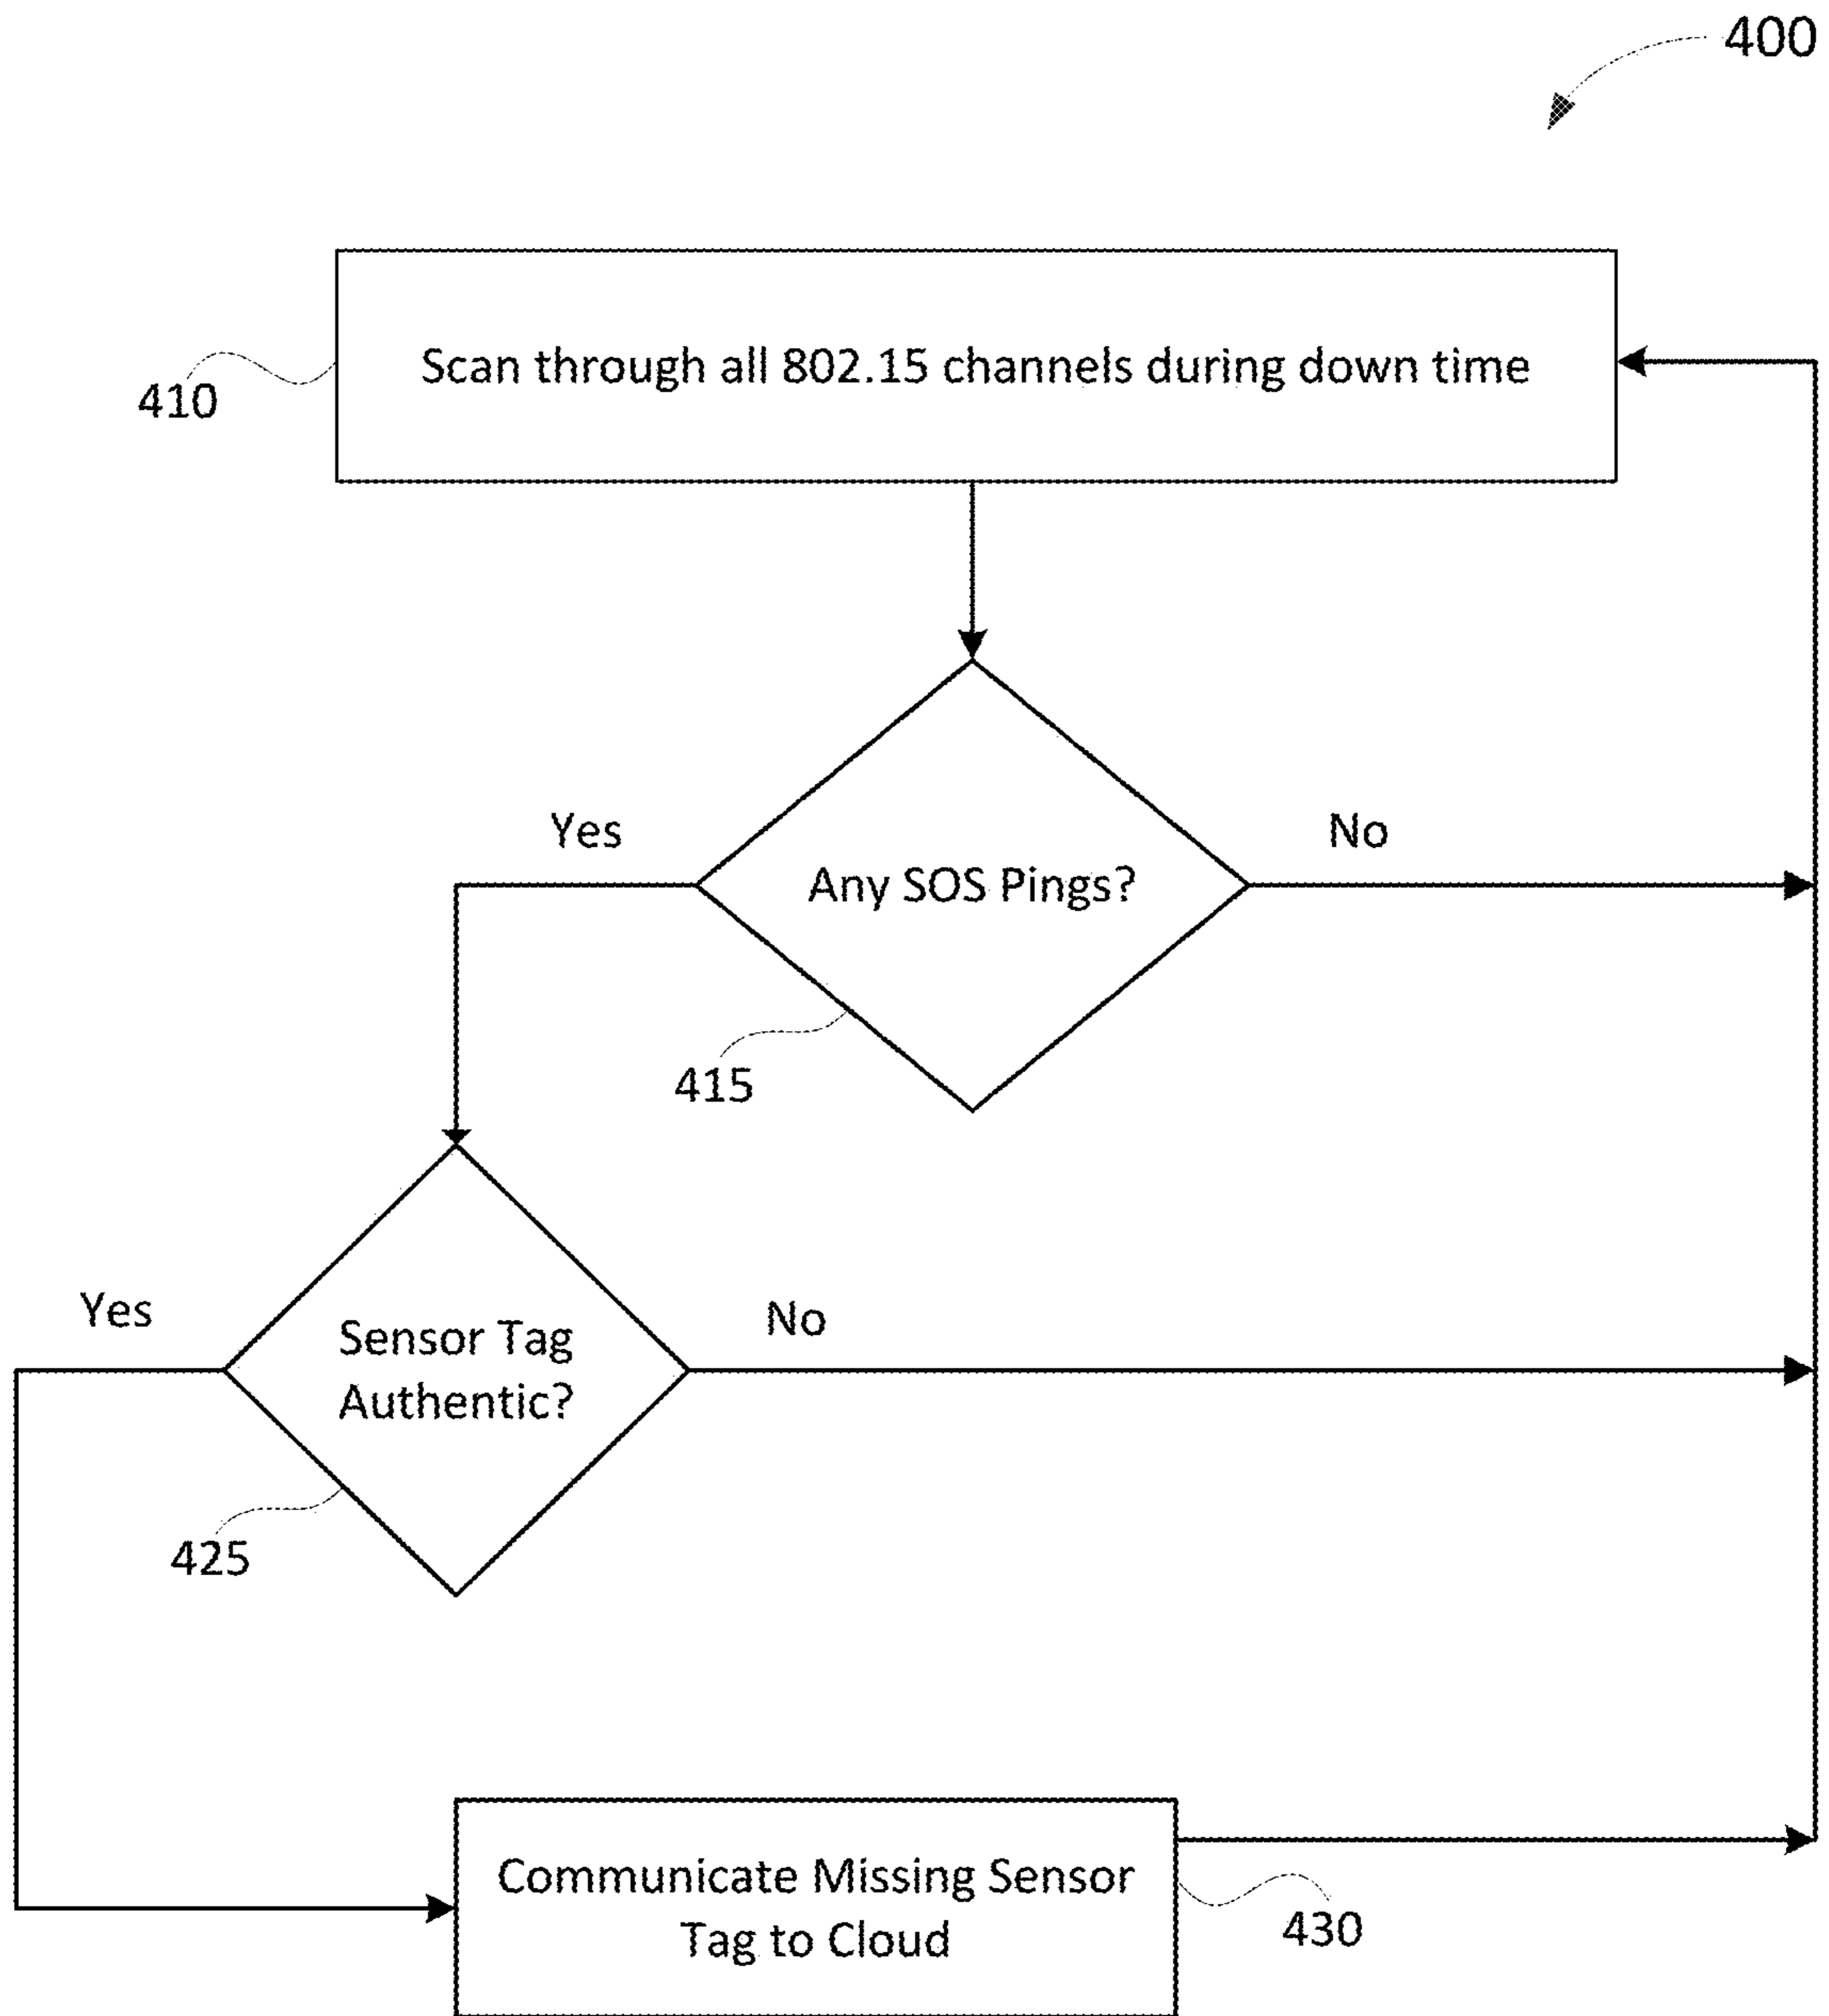 400
Scan through all 802.15 channels during down time
410
Yes
No
Any SOS Pings?
415
Yes
No
Sensor Tag
Authentic?
425
Communicate Missing Sensor
Tag to Cloud
430